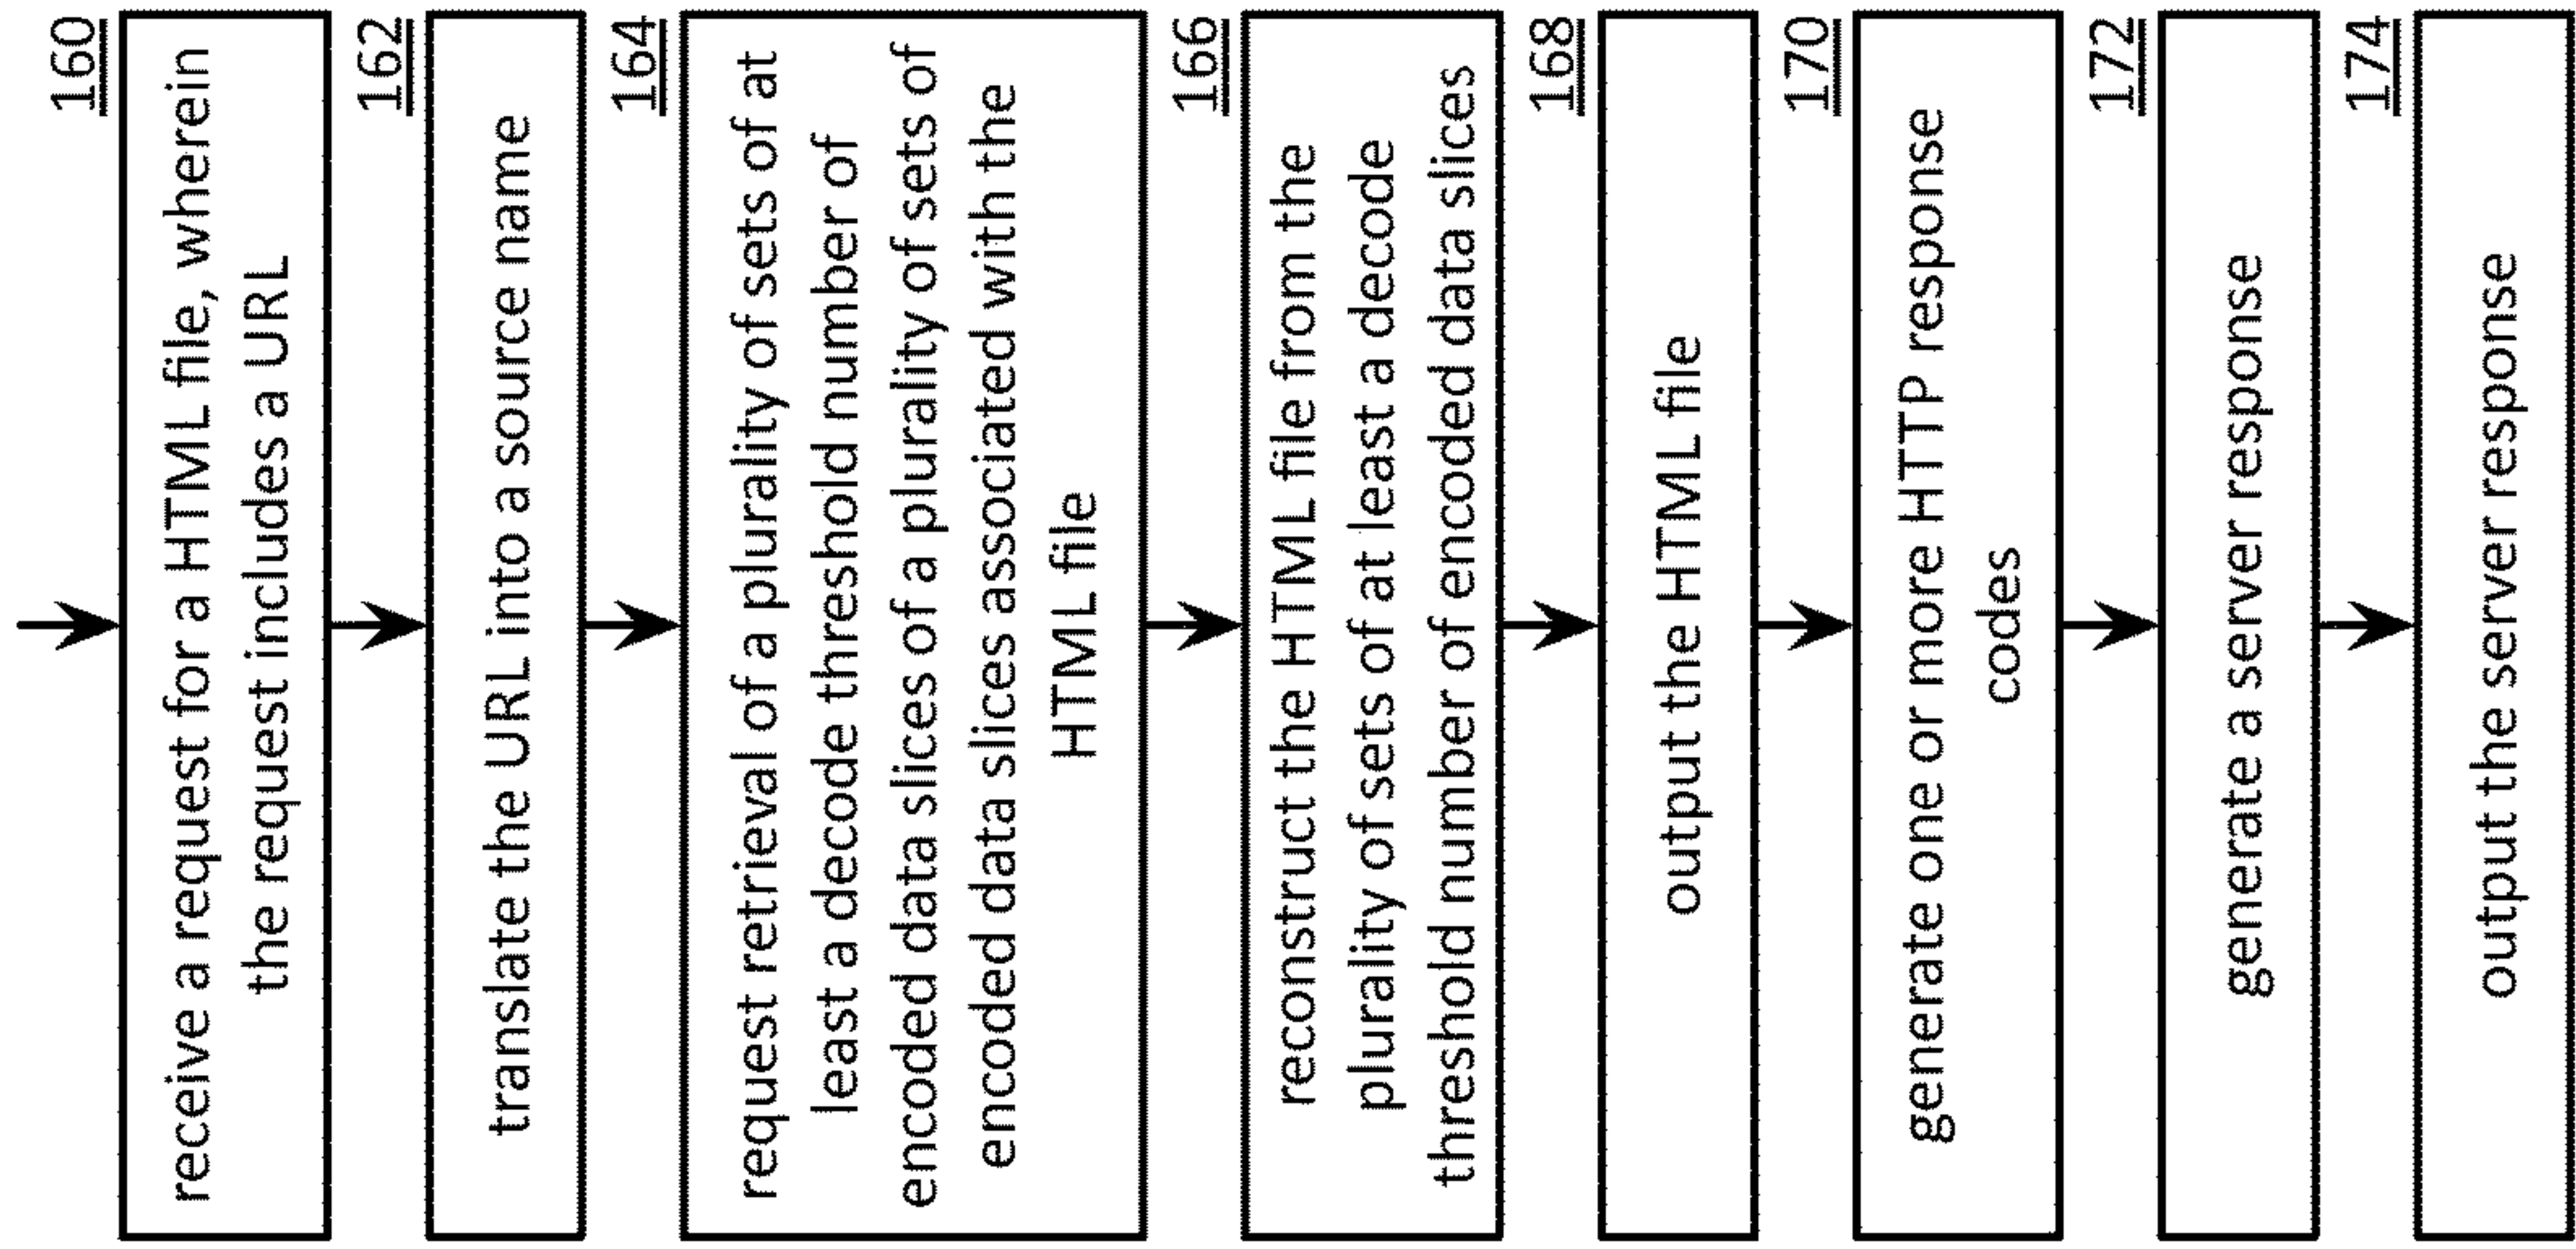 160
receive a request for a HTML file, wherein
the request includes a URL
162
translate the URL into a source name
164
request retrieval of a plurality of sets of at
least a decode threshold number of
encoded data slices of a plurality of sets of
encoded data slices associated with the
HTML file
166
reconstruct the HTML file from the
plurality of sets of at least a decode
threshold number of encoded data slices
168
output the HTML file
170
generate one or more HTTP response
codes
172
generate a server response
174
output the server response